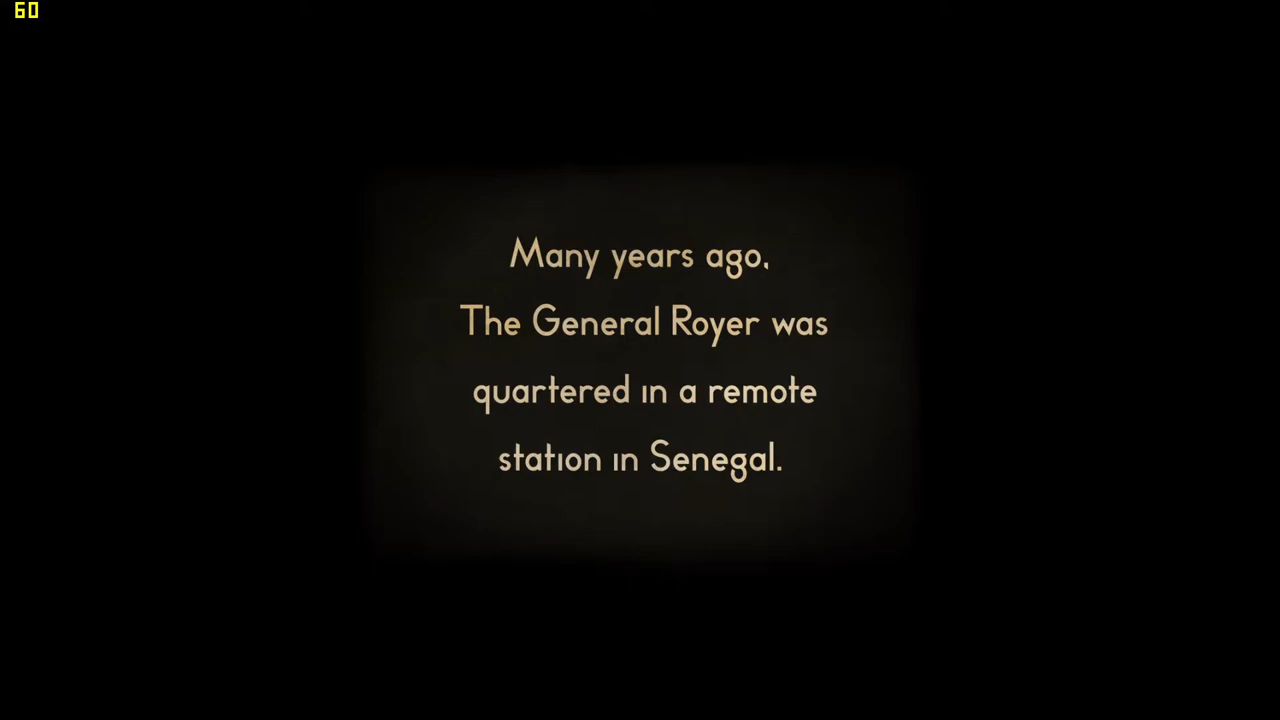 60
Many years ago,
The General Royer was
quartered in a remote
station in Senegal.